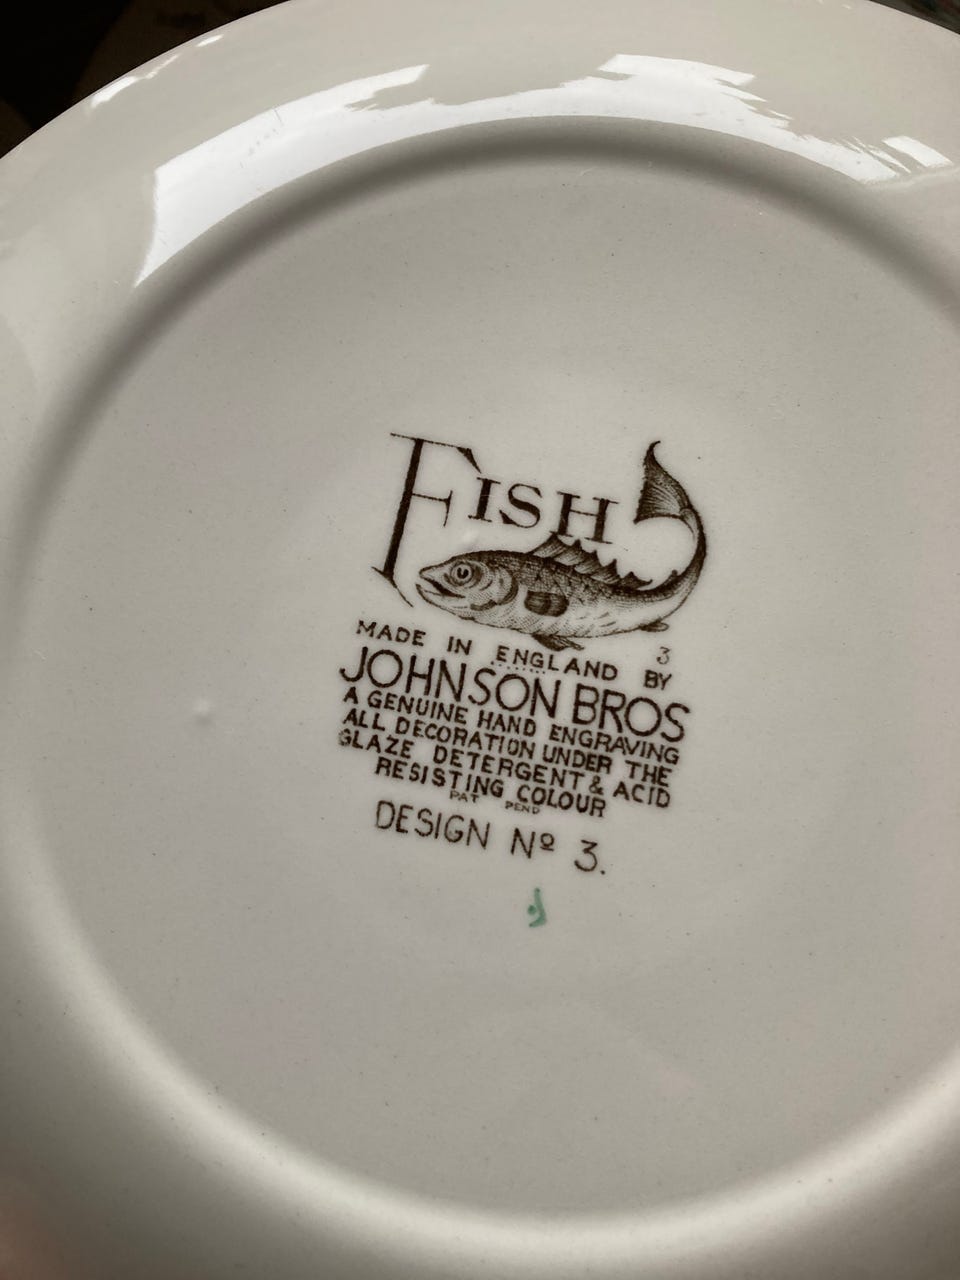 FISH
3
MADE IN ENGLAND BY
JOHNSON BROS
A GENUINE HAND ENGRAVING
ALL DECORATION UNDER THE
GLAZE DETERGENT & ACID
RESISTING COLOUR
PAT PEND
DESIGN Nº 3.